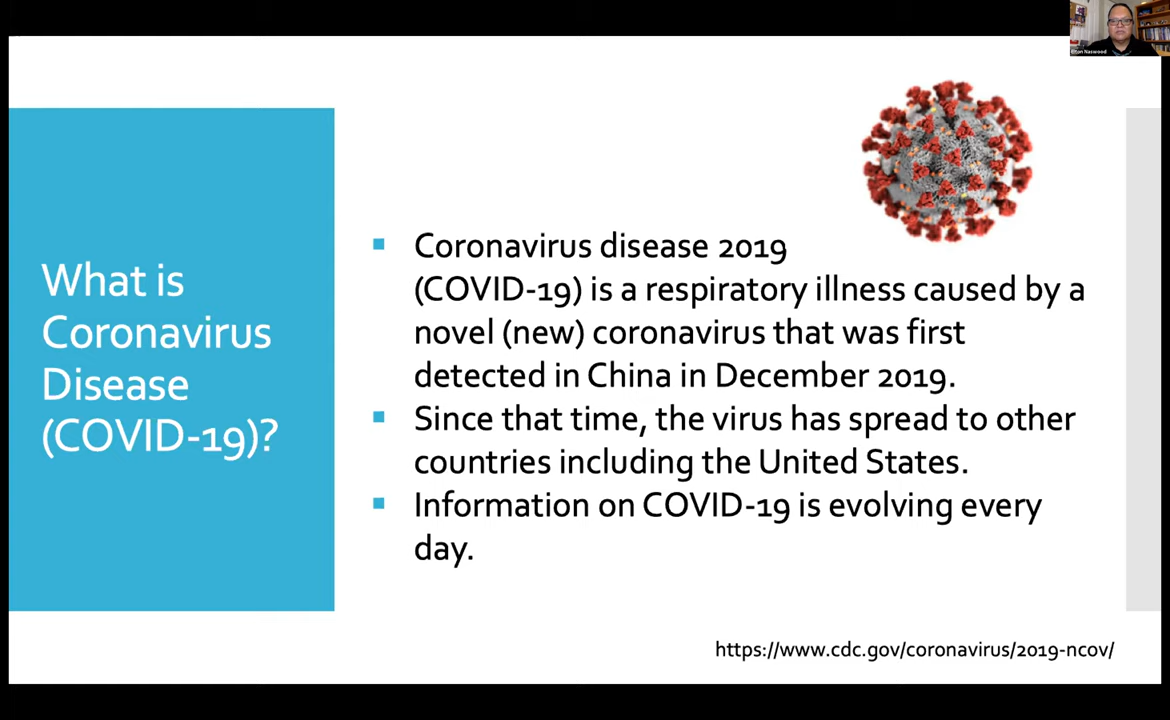 Elton Naswood
What is
Coronavirus
Disease
(COVID-19)?
Coronavirus disease 2019
(COVID-19) is a respiratory illness caused by a
novel (new) coronavirus that was first
detected in China in December 2019.
Since that time, the virus has spread to other
countries including the United States.
Information on COVID-19 is evolving every
day.
https://www.cdc.gov/coronavirus/2019-ncov/